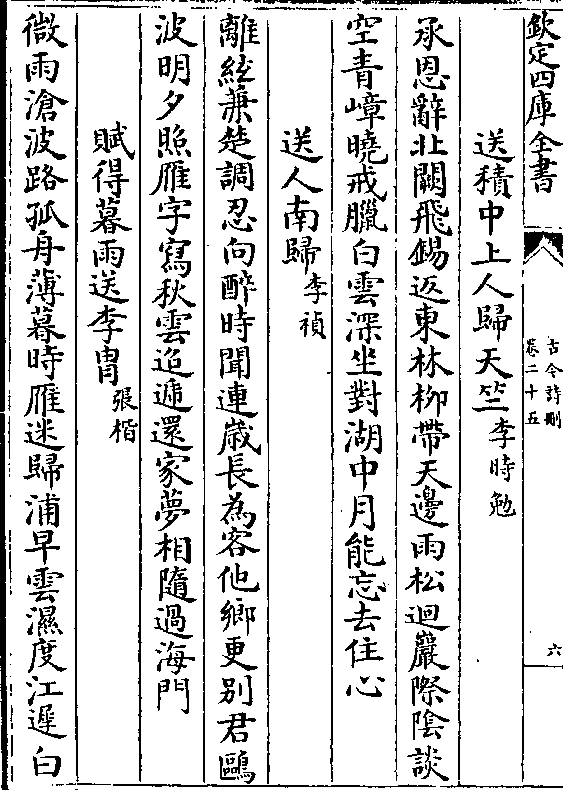 欽定四庫全書
古今詩刪
卷二十五
六
送積中上人歸天竺李時勉
承恩辭北闕飛錫返東林柳帶天邊雨松迴巖際陰談
空青嶂曉戒臘白雲深坐對湖中月能忘去住心
送人南歸李禎
離絃兼楚調忍向醉時聞連歲長為客他鄉更別君鷗
波明夕照雁字寫秋雲迢遞還家夢相隨過海門
賦得暮雨送李冑張楷
微雨滄波路孤舟薄暮時雁迷歸浦早雲濕度江遲白